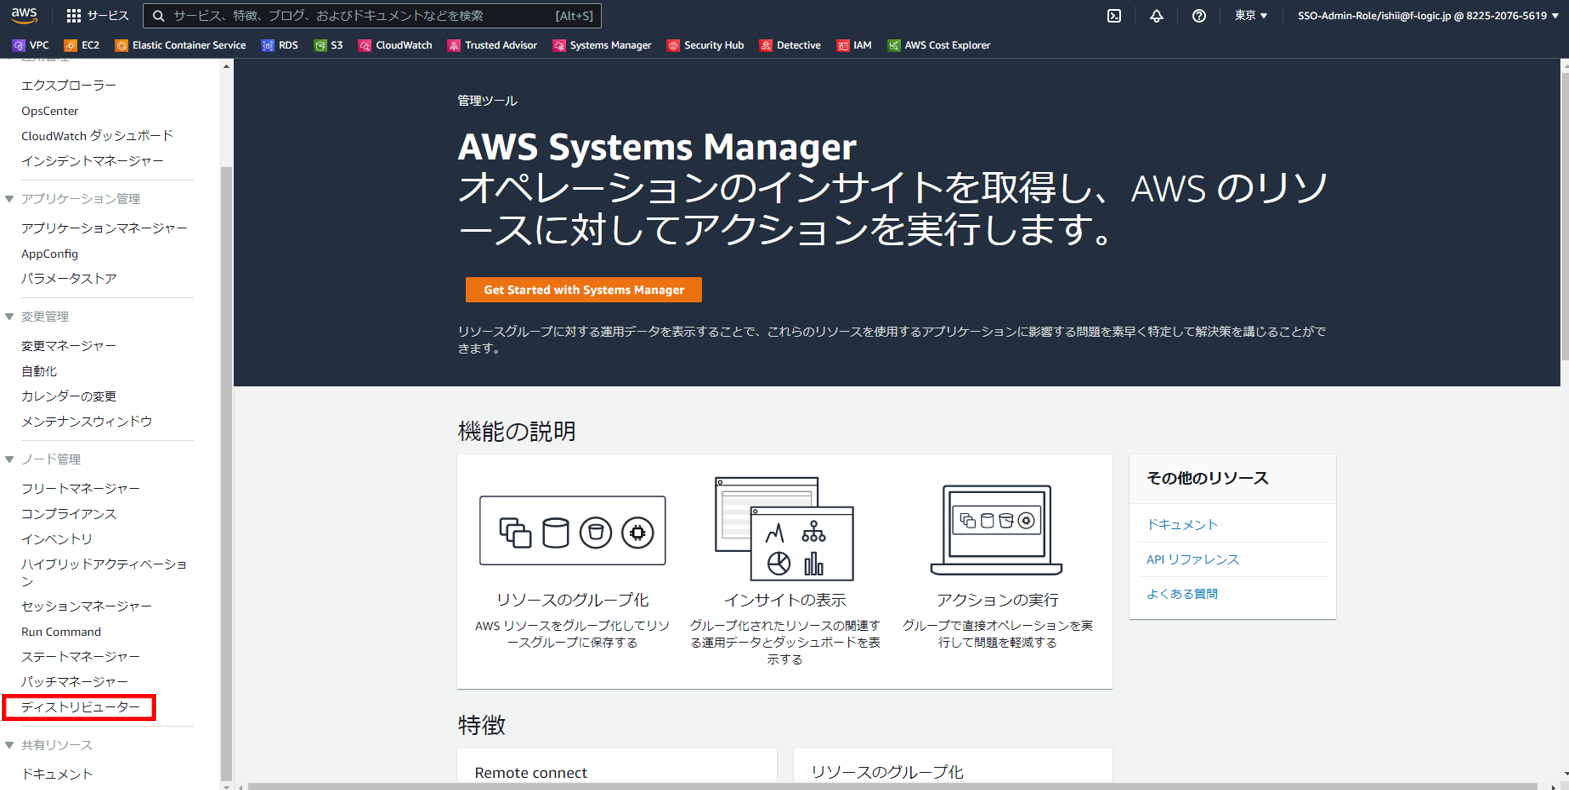 aws
サービス
サービス、特徴、ブログ、およびドキュメントなどを検索 [Alt+S]
東京 ▼
SSO-Admin-Role/ishii@f-logic.jp @ 8225-2076-5619 ▼
VPC
EC2
Elastic Container Service
RDS
S3
CloudWatch
Trusted Advisor
Systems Manager
Security Hub
Detective
IAM
AWS Cost Explorer
運用管理
エクスプローラー
OpsCenter
CloudWatch ダッシュボード
インシデントマネージャー
アプリケーション管理
アプリケーションマネージャー
AppConfig
パラメータストア
変更管理
変更マネージャー
自動化
カレンダーの変更
メンテナンスウィンドウ
ノード管理
フリートマネージャー
コンプライアンス
インベントリ
ハイブリッドアクティベーショ
ン
セッションマネージャー
Run Command
ステートマネージャー
パッチマネージャー
ディストリビューター
共有リソース
ドキュメント
管理ツール
AWS Systems Manager
オペレーションのインサイトを取得し、AWS のリソ
ースに対してアクションを実行します。
Get Started with Systems Manager
リソースグループに対する運用データを表示することで、これらのリソースを使用するアプリケーションに影響する問題を素早く特定して解決策を講じることがで
きます。
機能の説明
リソースのグループ化
AWS リソースをグループ化してリソ
ースグループに保存する
インサイトの表示
グループ化されたリソースの関連す
る運用データとダッシュボードを表
示する
アクションの実行
グループで直接オペレーションを実
行して問題を軽減する
その他のリソース
ドキュメント
API リファレンス
よくある質問
特徴
Remote connect
リソースのグループ化